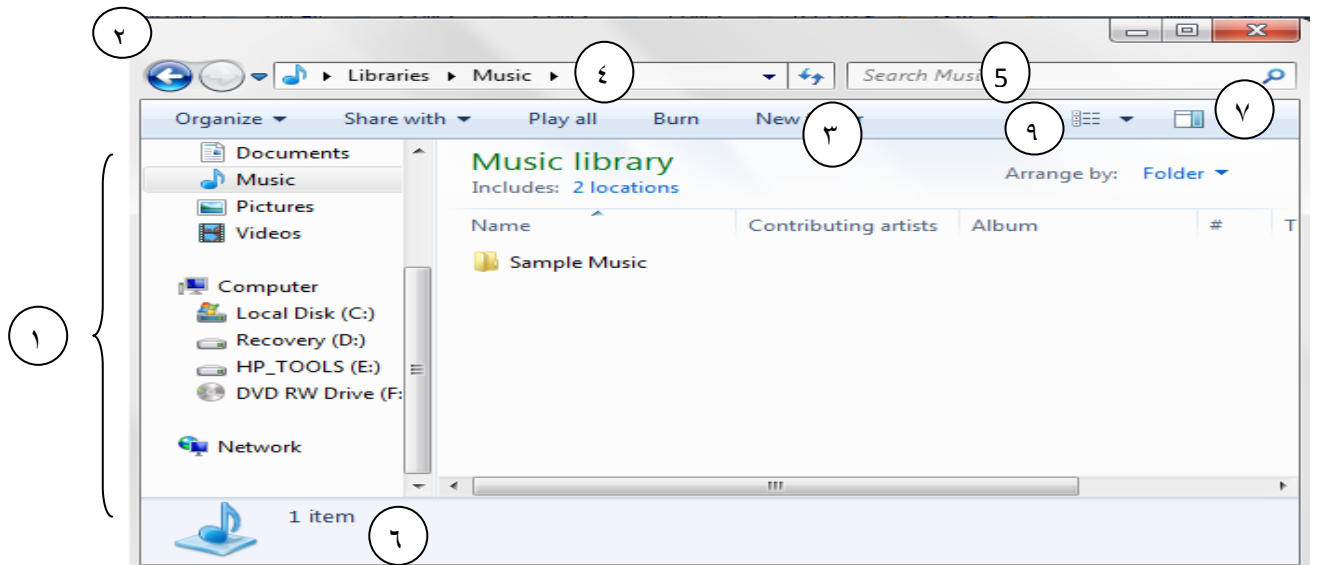 ٢
Libraries Music ٤ Search Mus 5
Organize Share with Play all Burn New ٣ ٧
٩
Documents
Music
Pictures
Videos
Computer
Local Disk (C:)
Recovery (D:)
HP_TOOLS (E:)
DVD RW Drive (F:
Network
١
Music library
Includes: 2 locations
Arrange by: Folder
Name Contributing artists Album # T
Sample Music
1 item ٦